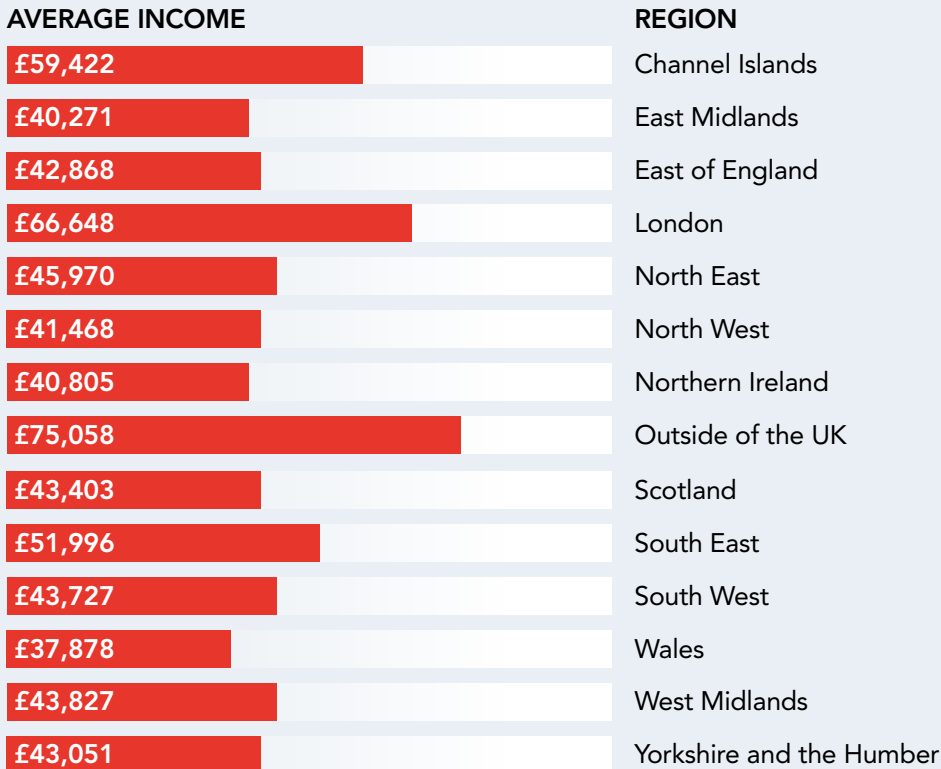 AVERAGE INCOME REGION
£59,422 Channel Islands
£40,271 East Midlands
£42,868 East of England
£66,648 London
£45,970 North East
£41,468 North West
£40,805 Northern Ireland
£75,058 Outside of the UK
£43,403 Scotland
£51,996 South East
£43,727 South West
£37,878 Wales
£43,827 West Midlands
£43,051 Yorkshire and the Humber